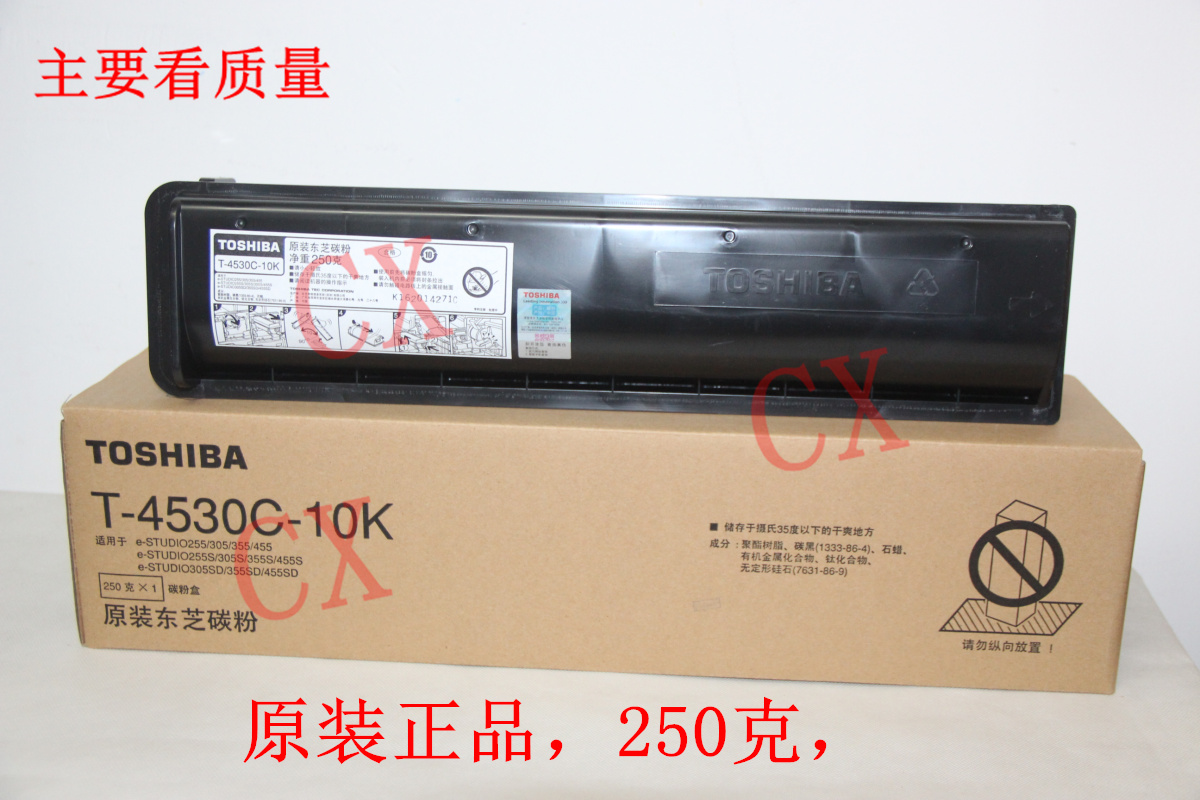 主要看质量
TOSHIBA
T-4530C-10K
原装东芝碳粉
净重250克
K162D14271C
TOSHIBA
TOSHIBA
CX
CX
TOSHIBA
T-4530C-10K
适用于 e-STUDIO255/305/355/455
e-STUDIO255S/305S/355S/455S
e-STUDIO305SD/355SD/455SD
250 克 × 1 碳粉盒
原装东芝碳粉
CX
■ 储存于摄氏35度以下的干爽地方
成分：聚酯树脂、碳黑(1333-86-4)、石蜡、
有机金属化合物、钛化合物、
无定形硅石(7631-86-9)
请勿纵向放置！
原装正品，250克，